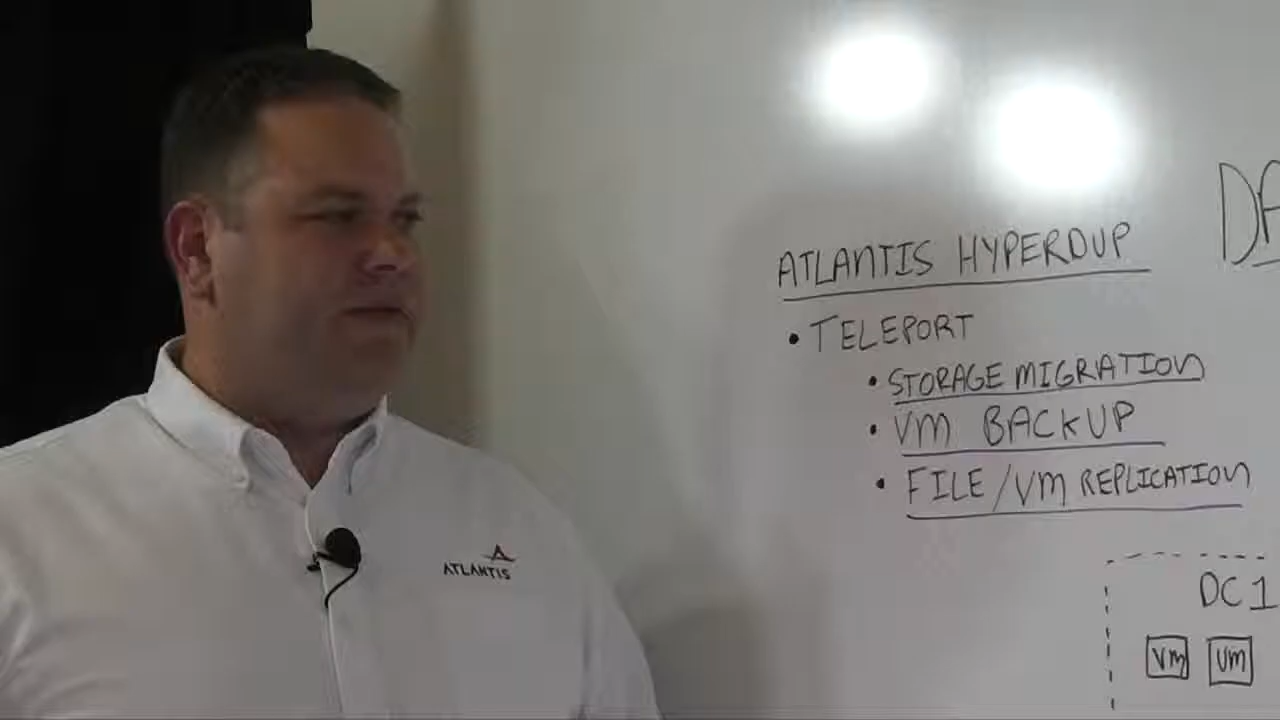 ATLANTIS HYPERDUP
• TELEPORT
• STORAGE MIGRATION
• VM BACKUP
• FILE/VM REPLICATION
DC1
VM VM
ATLANTIS